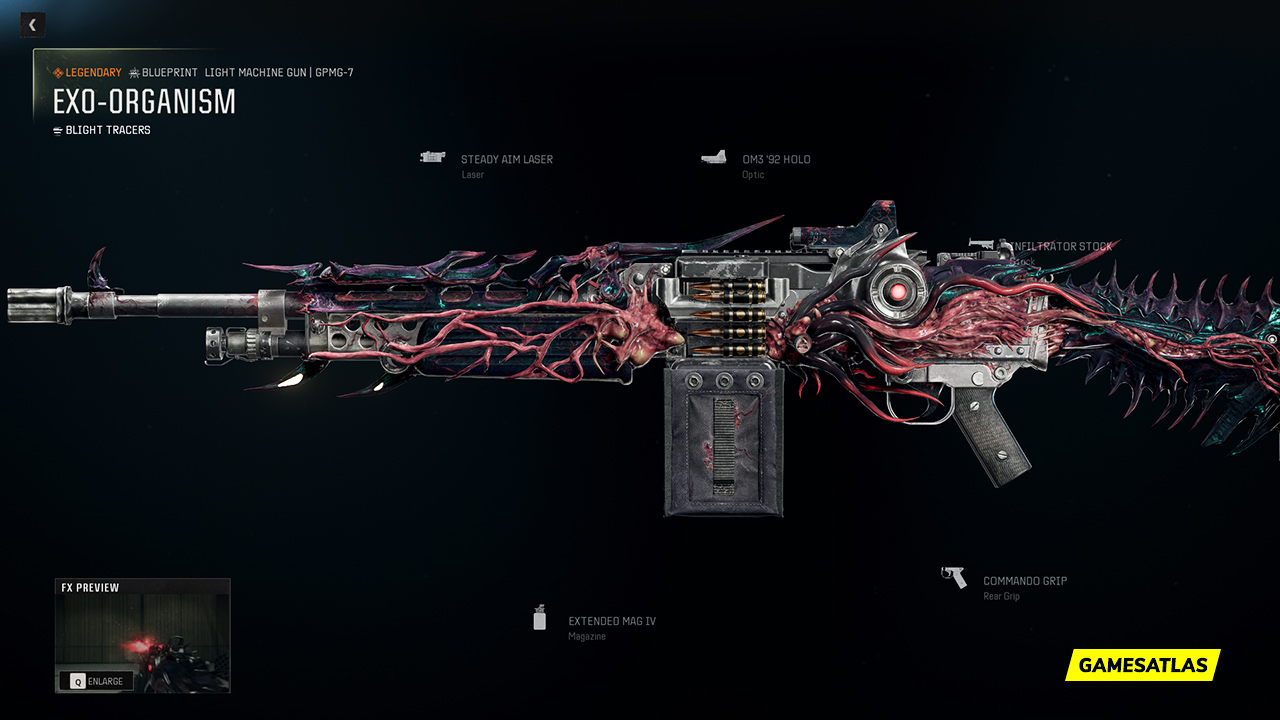 LEGENDARY BLUEPRINT LIGHT MACHINE GUN | GPMG-7
EXO-ORGANISM
BLIGHT TRACERS
STEADY AIM LASER
Laser
OM3 '92 HOLO
Optic
INFILTRATOR STOCK
Stock
COMMANDO GRIP
Rear Grip
EXTENDED MAG IV
Magazine
FX PREVIEW
Q ENLARGE
GAMESATLAS